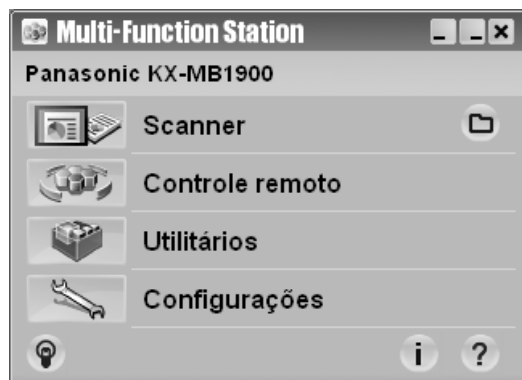 Multi-Function Station
Panasonic KX-MB1900
Scanner
Controle remoto
Utilitários
Configurações
i ?